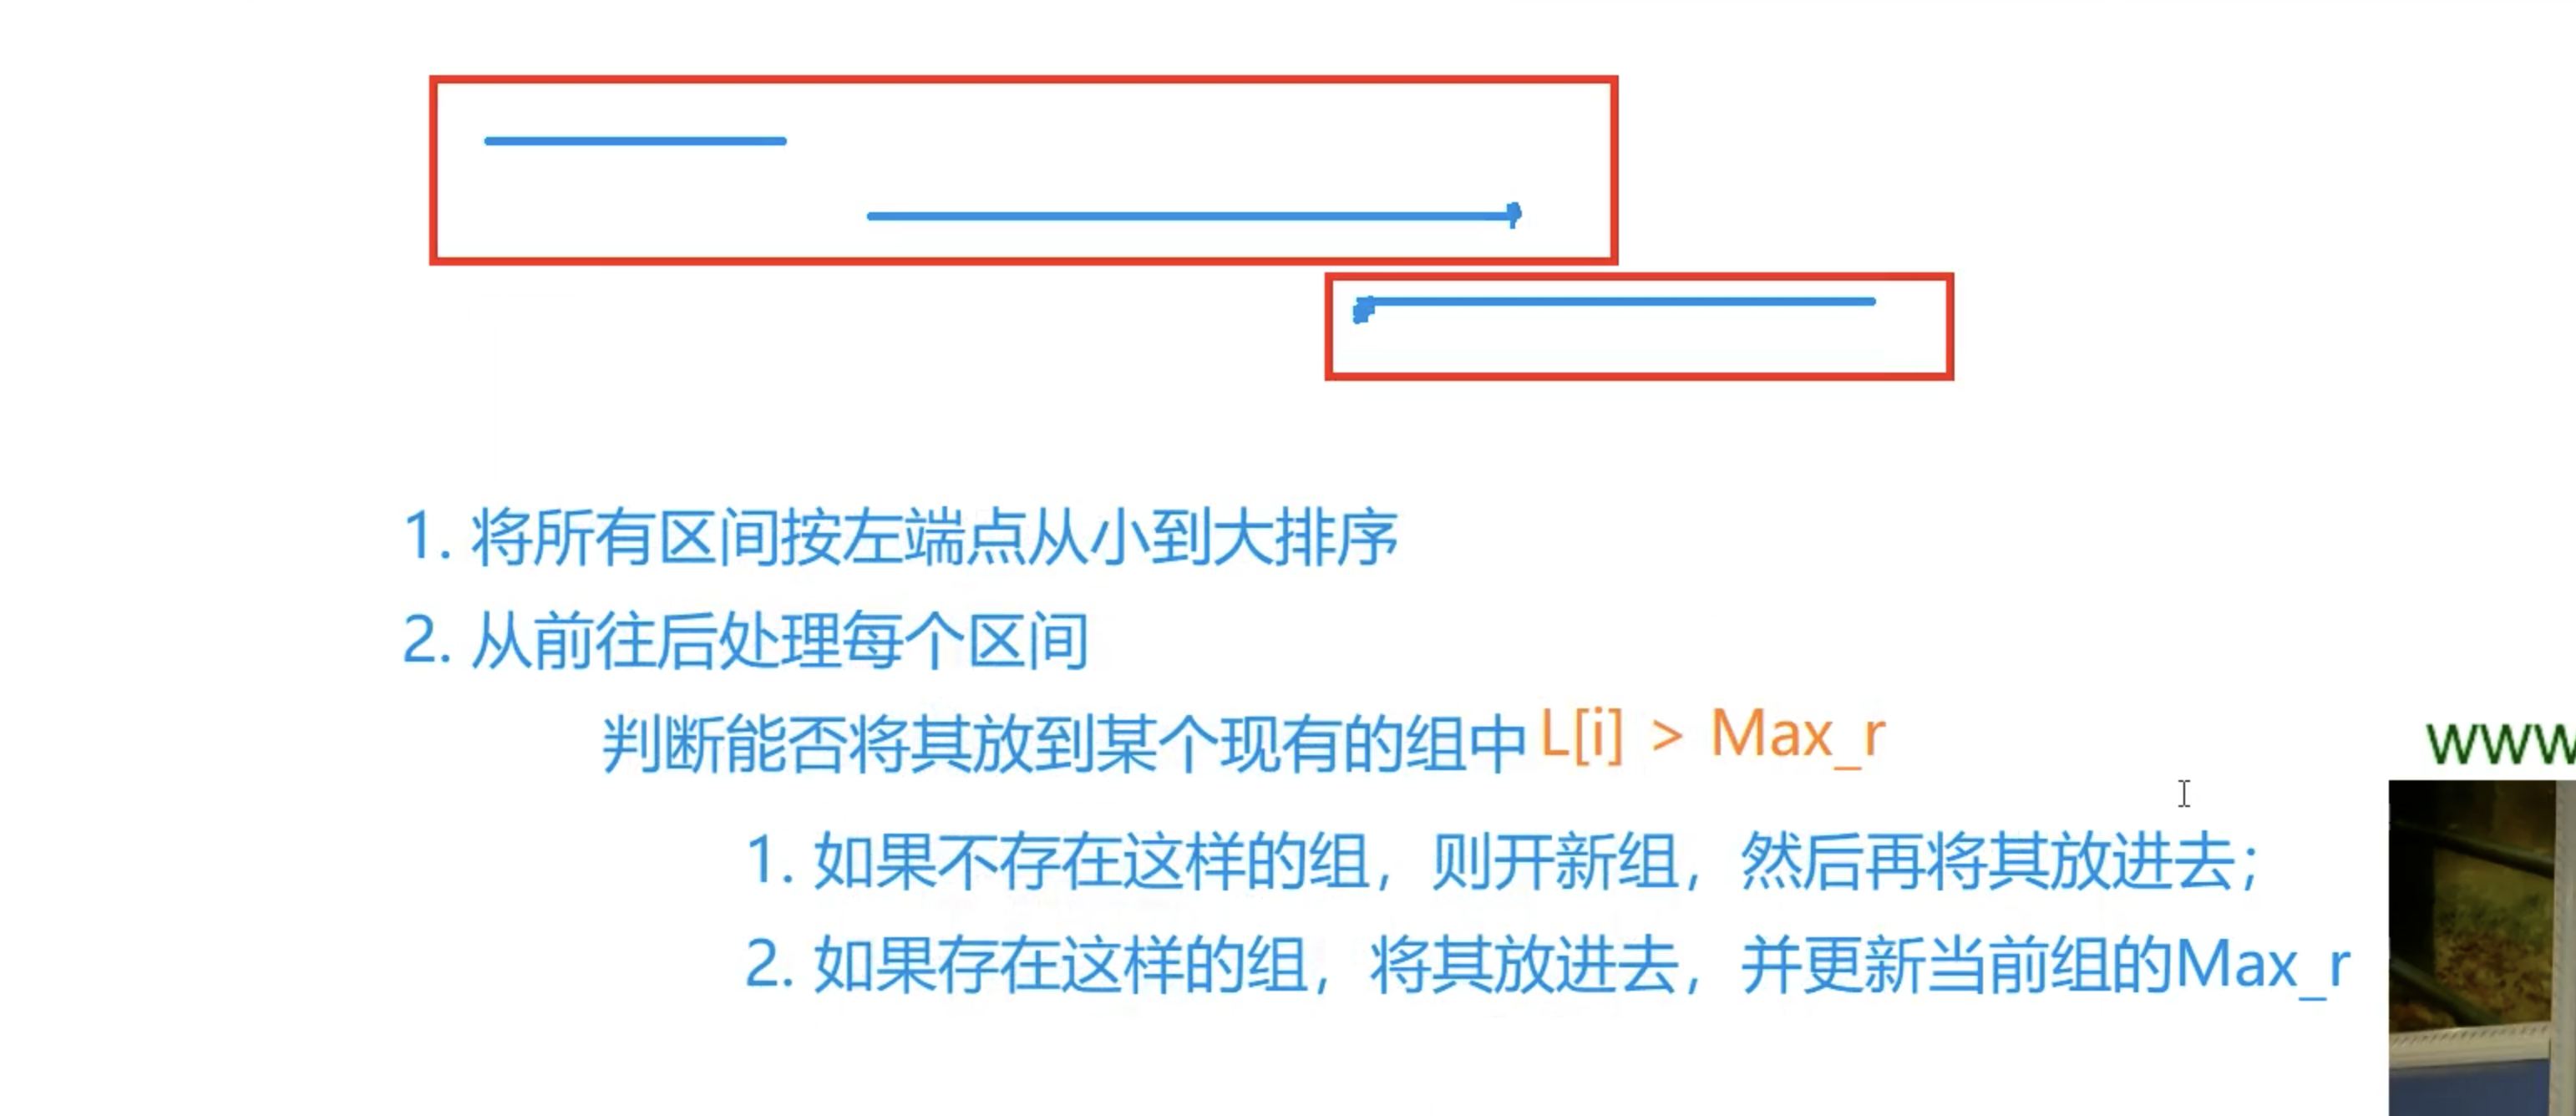 1. 将所有区间按左端点从小到大排序
2. 从前往后处理每个区间
判断能否将其放到某个现有的组中 L[i] > Max_r
www
1. 如果不存在这样的组，则开新组，然后再将其放进去；
2. 如果存在这样的组，将其放进去，并更新当前组的Max_r